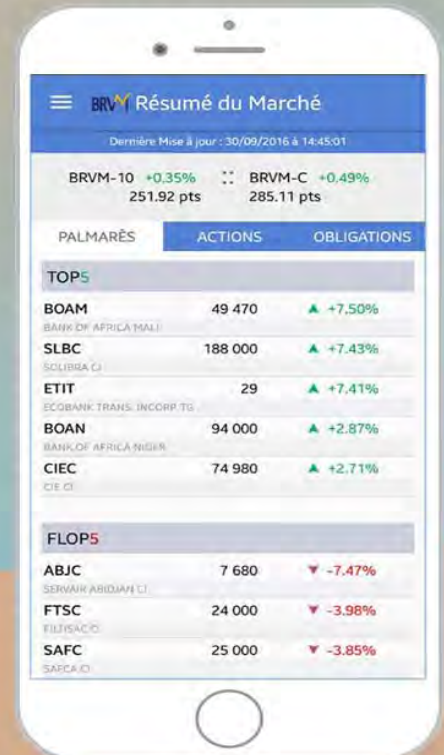 BRVM Résumé du Marché
Dernière Mise à jour : 30/09/2016 à 14:45:01
BRVM-10 +0.35% BRVM-C +0.49%
251.92 pts 285.11 pts
PALMARÈS ACTIONS OBLIGATIONS
TOP5
BOAM 49 470 ▲ +7.50%
BANK OF AFRICA MALI
SLBC 188 000 ▲ +7.43%
SOLIBRA CI
ETIT 29 ▲ +7.41%
ECOBANK TRANS. INCORP. TG
BOAN 94 000 ▲ +2.87%
BANK OF AFRICA NIGER
CIEC 74 980 ▲ +2.71%
CIE CI
FLOP5
ABJC 7 680 ▼ -7.47%
SERVAIR ABIDJAN CI
FTSC 24 000 ▼ -3.98%
FILTISAC CI
SAFC 25 000 ▼ -3.85%
SAFCA CI